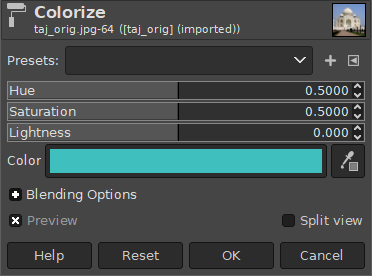 Colorize
taj_orig.jpg-64 ([taj_orig] (imported))
Presets:
Hue 0.5000
Saturation 0.5000
Lightness 0.000
Color
Blending Options
Preview Split view
Help Reset OK Cancel